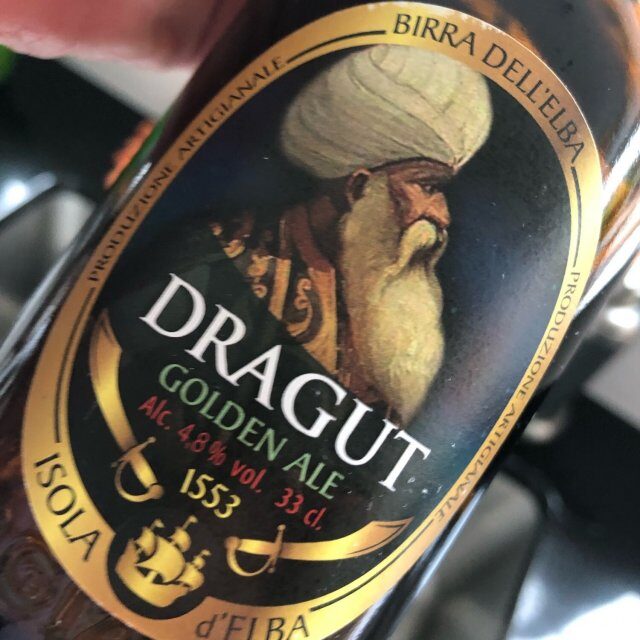 BIRRA DELL'ELBA
PRODUZIONE ARTIGIANALE
PRODUZIONE ARTIGIANALE
DRAGUT
GOLDEN ALE
Alc. 4,8% vol. 33 cl.
1553
ISOLA
d'ELBA